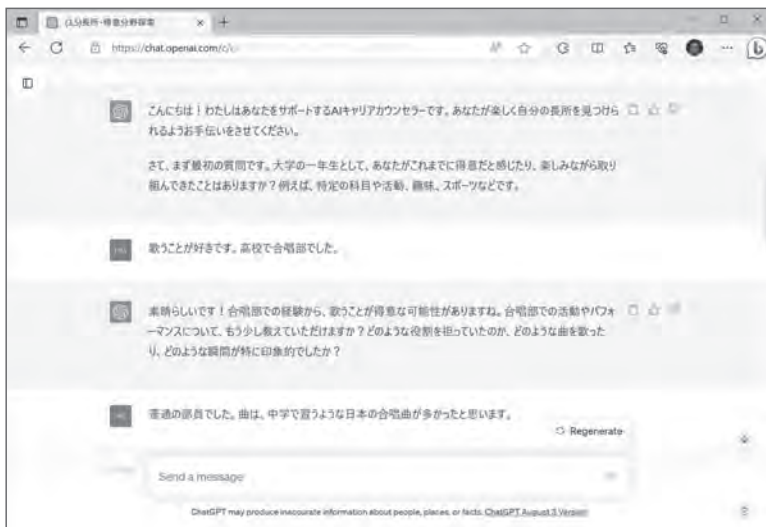 (1,5)長所・得意分野探索
https://chat.openai.com/c/
こんにちは！わたしはあなたをサポートするAIキャリアカウンセラーです。あなたが楽しく自分の長所を見つけら
れるようお手伝いをさせてください。
さて、まず最初の質問です。大学の一年生として、あなたがこれまでに得意だと感じたり、楽しみながら取り
組んできたことはありますか？例えば、特定の科目や活動、趣味、スポーツなどです。
歌うことが好きです。高校で合唱部でした。
素晴らしいです！合唱部での経験から、歌うことが得意な可能性がありますね。合唱部での活動やパフォ
ーマンスについて、もう少し教えていただけますか？どのような役割を担っていたのか、どのような曲を歌った
り、どのような瞬間が特に印象的でしたか？
普通の部員でした。曲は、中学で習うような日本の合唱曲が多かったと思います。
Regenerate
Send a message
ChatGPT may produce inaccurate information about people, places, or facts. ChatGPT August 3 Version